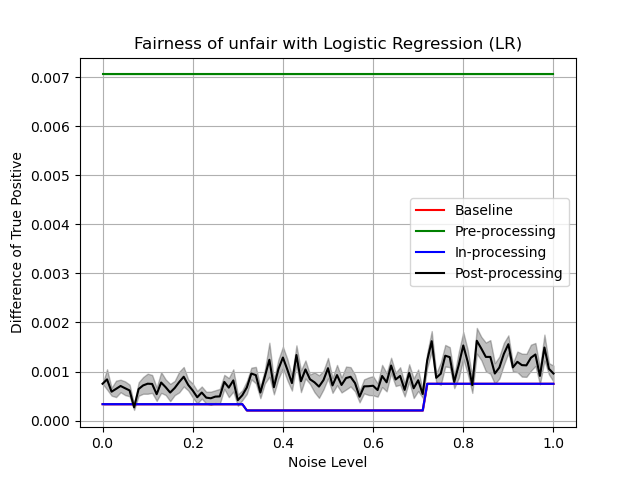 Fairness of unfair with Logistic Regression (LR)
0.007
0.006
0.005
0.004
0.003
0.002
0.001
0.000
Difference of True Positive
Baseline
Pre-processing
In-processing
Post-processing
0.0 0.2 0.4 0.6 0.8 1.0
Noise Level